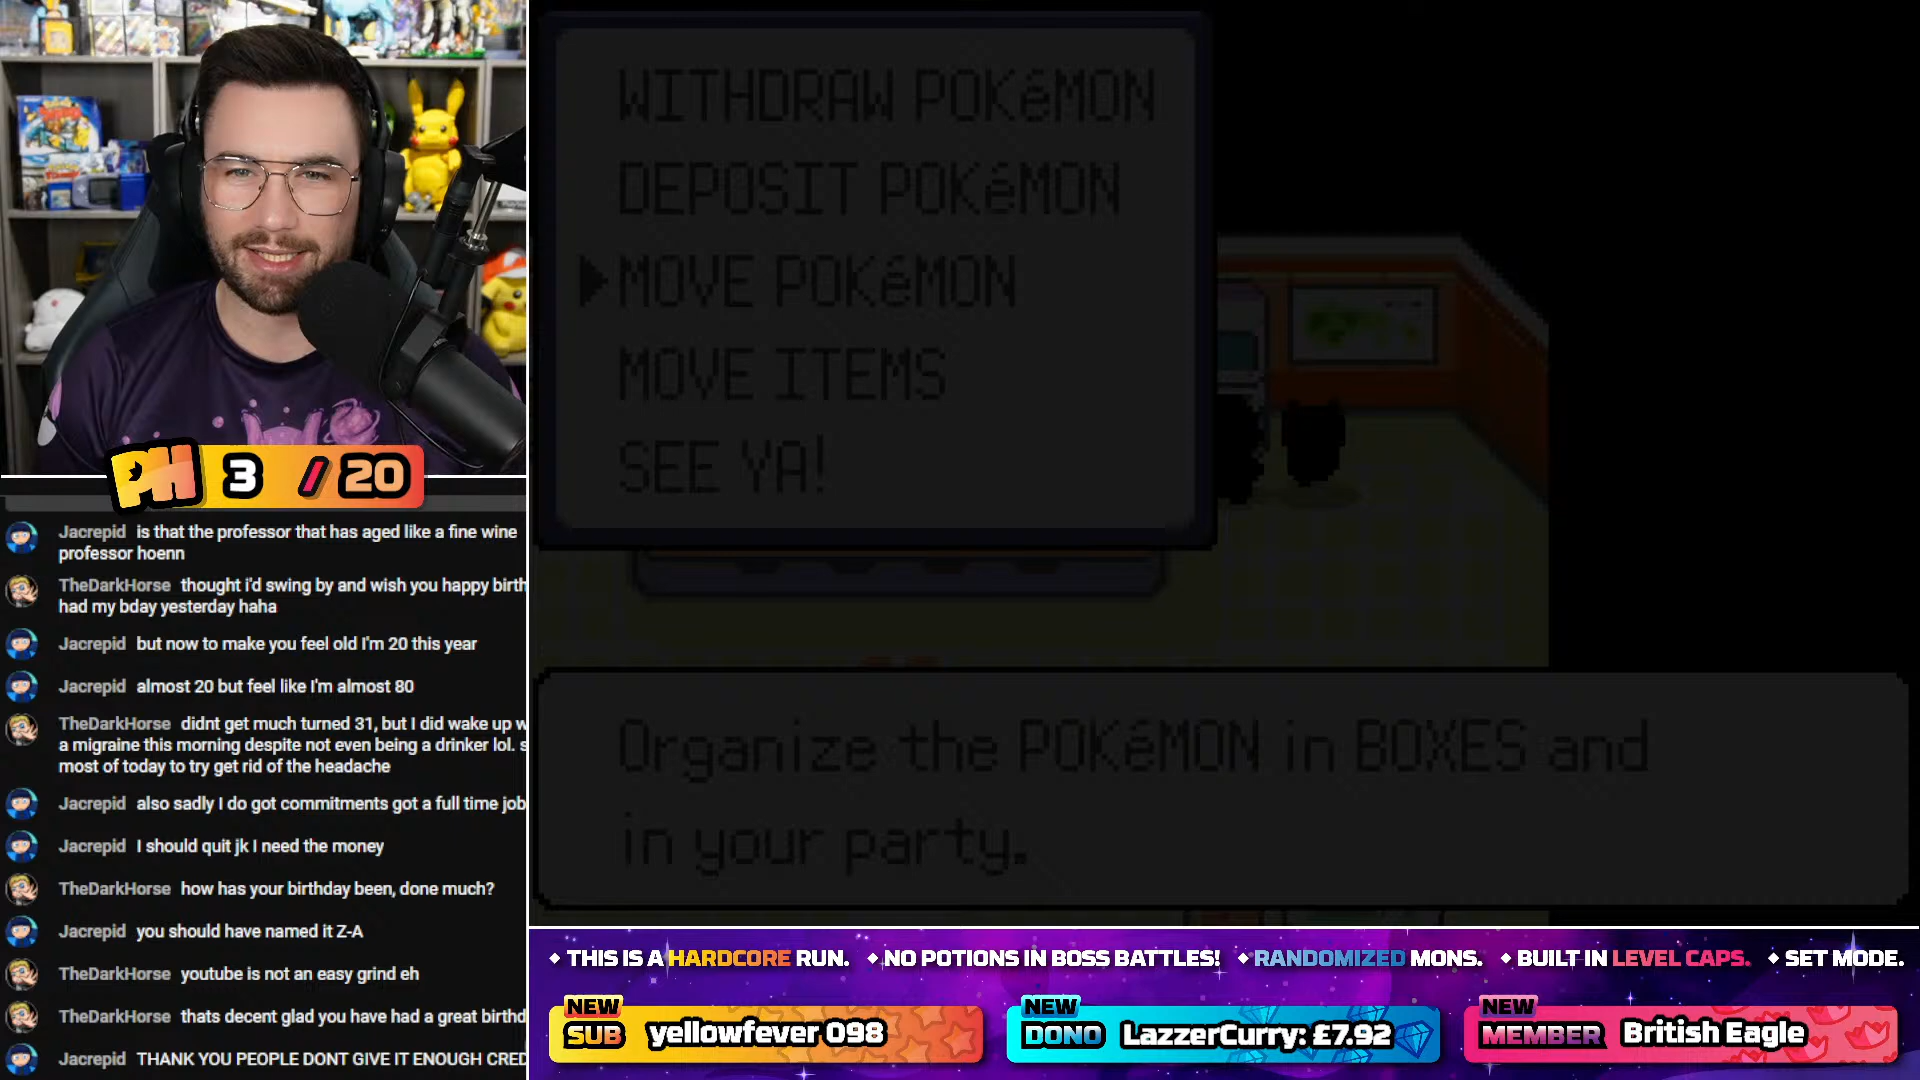 WITHDRAW POKéMON
DEPOSIT POKéMON
MOVE POKéMON
MOVE ITEMS
SEE YA!
Organize the POKéMON in BOXES and
in your party.
PH 3 / 20
Jacrepid is that the professor that has aged like a fine wine
professor hoenn
TheDarkHorse thought i'd swing by and wish you happy birth
had my bday yesterday haha
Jacrepid but now to make you feel old I'm 20 this year
Jacrepid almost 20 but feel like I'm almost 80
TheDarkHorse didnt get much turned 31, but I did wake up w
a migraine this morning despite not even being a drinker lol. s
most of today to try get rid of the headache
Jacrepid also sadly I do got commitments got a full time job
Jacrepid I should quit jk I need the money
TheDarkHorse how has your birthday been, done much?
Jacrepid you should have named it Z-A
TheDarkHorse youtube is not an easy grind eh
TheDarkHorse thats decent glad you have had a great birthd
Jacrepid THANK YOU PEOPLE DONT GIVE IT ENOUGH CRED
THIS IS A HARDCORE RUN. NO POTIONS IN BOSS BATTLES! RANDOMIZED MONS. BUILT IN LEVEL CAPS. SET MODE.
NEW SUB yellowfever 098
NEW DONO LazzerCurry: £7.92
NEW MEMBER British Eagle